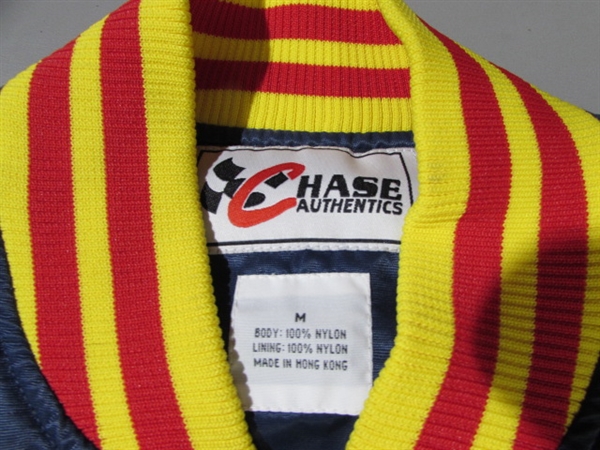 CHASE
AUTHENTICS
M
BODY: 100% NYLON
LINING: 100% NYLON
MADE IN HONG KONG